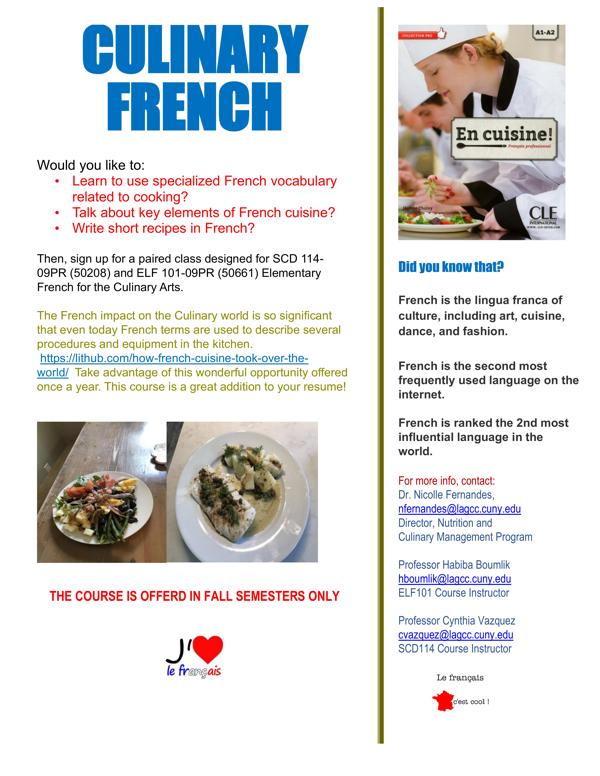 CULINARY
FRENCH
Would you like to:
• Learn to use specialized French vocabulary
related to cooking?
• Talk about key elements of French cuisine?
• Write short recipes in French?
Then, sign up for a paired class designed for SCD 114-
09PR (50208) and ELF 101-09PR (50661) Elementary
French for the Culinary Arts.
The French impact on the Culinary world is so significant
that even today French terms are used to describe several
procedures and equipment in the kitchen.
https://lithub.com/how-french-cuisine-took-over-the-
world/ Take advantage of this wonderful opportunity offered
once a year. This course is a great addition to your resume!
THE COURSE IS OFFERD IN FALL SEMESTERS ONLY
J'
le français
COLLECTION PRO
A1-A2
En cuisine!
Français professionnel
CLE
INTERNATIONAL
Did you know that?
French is the lingua franca of
culture, including art, cuisine,
dance, and fashion.
French is the second most
frequently used language on the
internet.
French is ranked the 2nd most
influential language in the
world.
For more info, contact:
Dr. Nicolle Fernandes,
nfernandes@lagcc.cuny.edu
Director, Nutrition and
Culinary Management Program
Professor Habiba Boumlik
hboumlik@lagcc.cuny.edu
ELF101 Course Instructor
Professor Cynthia Vazquez
cvazquez@lagcc.cuny.edu
SCD114 Course Instructor
Le français
c'est cool !